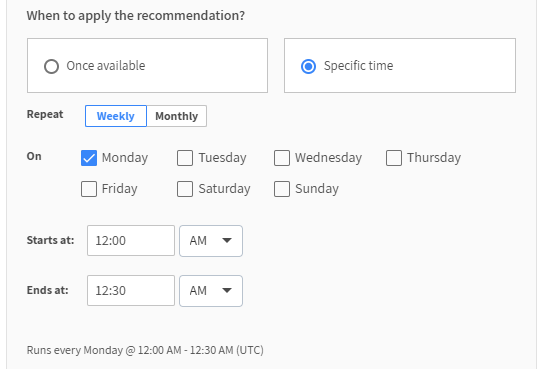 When to apply the recommendation?
Once available Specific time
Repeat Weekly Monthly
On Monday Tuesday Wednesday Thursday
Friday Saturday Sunday
Starts at: 12:00 AM
Ends at: 12:30 AM
Runs every Monday @ 12:00 AM - 12:30 AM (UTC)